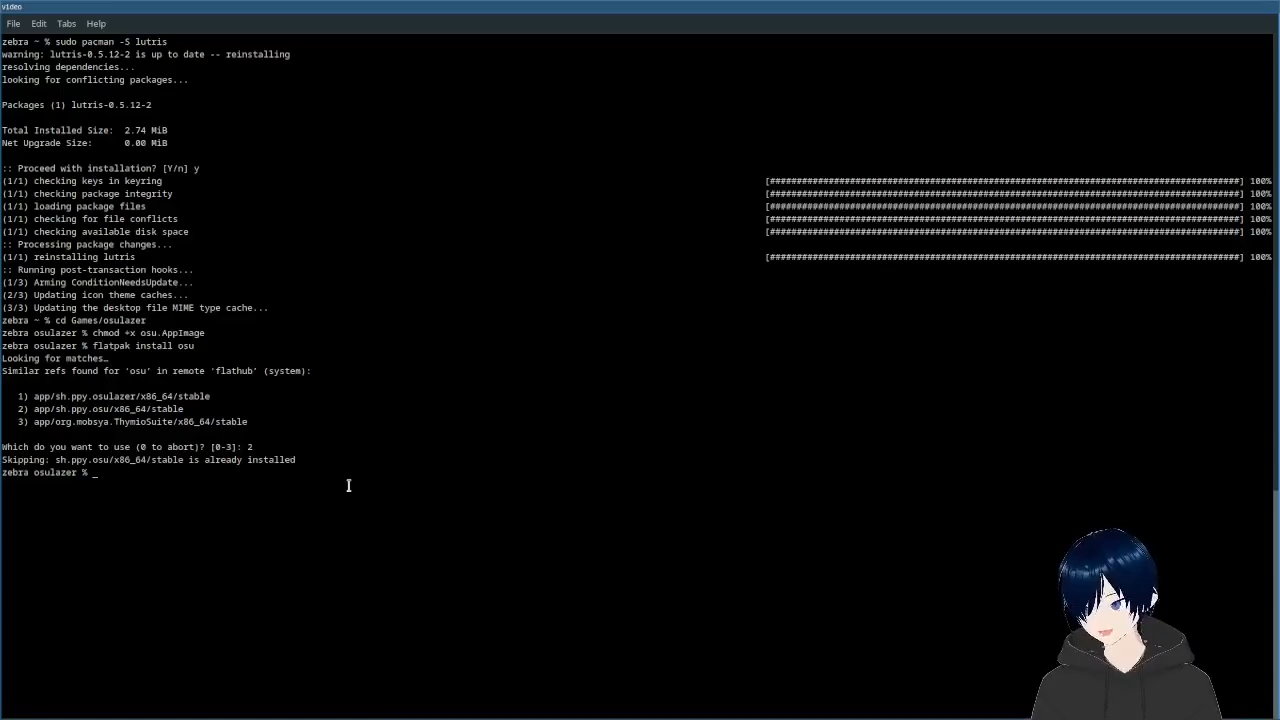 video
File Edit Tabs Help
zebra ~ % sudo pacman -S lutris
warning: lutris-0.5.12-2 is up to date -- reinstalling
resolving dependencies...
looking for conflicting packages...
Packages (1) lutris-0.5.12-2
Total Installed Size: 2.74 MiB
Net Upgrade Size: 0.00 MiB
:: Proceed with installation? [Y/n] y
(1/1) checking keys in keyring [##########################################################################################] 100%
(1/1) checking package integrity [##########################################################################################] 100%
(1/1) loading package files [##########################################################################################] 100%
(1/1) checking for file conflicts [##########################################################################################] 100%
(1/1) checking available disk space [##########################################################################################] 100%
:: Processing package changes...
(1/1) reinstalling lutris [##########################################################################################] 100%
:: Running post-transaction hooks...
(1/3) Arming ConditionNeedsUpdate...
(2/3) Updating icon theme caches...
(3/3) Updating the desktop file MIME type cache...
zebra ~ % cd Games/osulazer
zebra osulazer % chmod +x osu.AppImage
zebra osulazer % flatpak install osu
Looking for matches…
Similar refs found for 'osu' in remote 'flathub' (system):
1) app/sh.ppy.osulazer/x86_64/stable
2) app/sh.ppy.osu/x86_64/stable
3) app/org.mobsya.ThymioSuite/x86_64/stable
Which do you want to use (0 to abort)? [0-3]: 2
Skipping: sh.ppy.osu/x86_64/stable is already installed
zebra osulazer % _